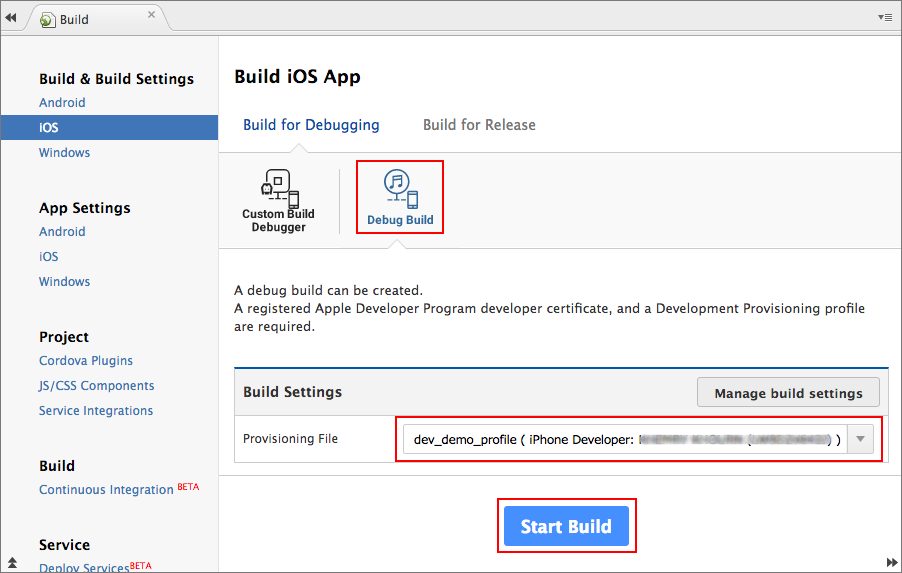 Build
Build & Build Settings
Android
iOS
Windows
App Settings
Android
iOS
Windows
Project
Cordova Plugins
JS/CSS Components
Service Integrations
Build
Continuous Integration BETA
Service
Deploy Services BETA
Build iOS App
Build for Debugging
Build for Release
Custom Build
Debugger
Debug Build
A debug build can be created.
A registered Apple Developer Program developer certificate, and a Development Provisioning profile
are required.
Build Settings
Manage build settings
Provisioning File
dev_demo_profile ( iPhone Developer: ) )
Start Build